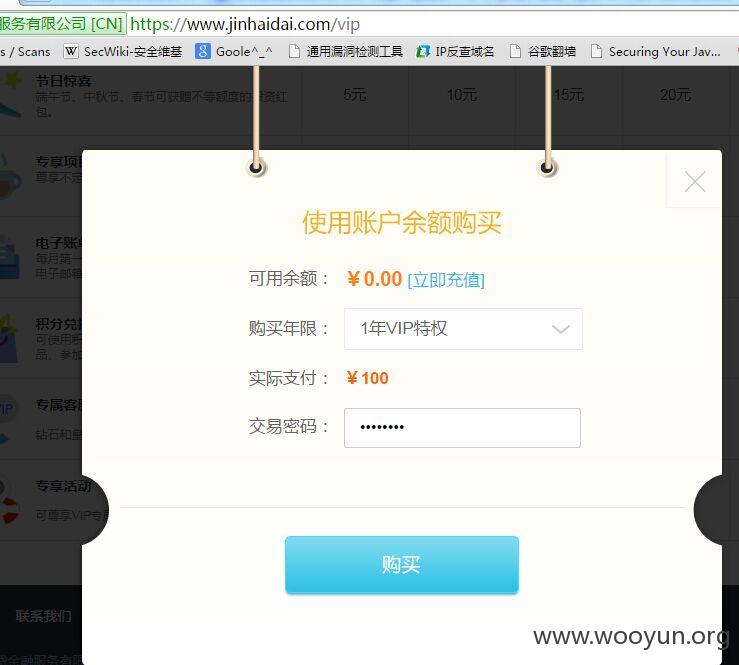 服务有限公司 [CN] https://www.jinhaidai.com/vip
s / Scans SecWiki-安全维基 Goole^_^ 通用漏洞检测工具 IP反查域名 谷歌翻墙 Securing Your Jav...
节日惊喜
端午节、中秋节、春节可获赠不等额度的投资红包。
5元 10元 15元 20元
专享项目
尊享不定
电子账单
每月第一
电子邮箱
积分兑换
可使用积
品、参加
专属客服
钻石和皇
专享活动
可尊享VIP专属
使用账户余额购买
可用余额: ¥0.00 [立即充值]
购买年限: 1年VIP特权
实际支付: ¥100
交易密码: ••••••••
购买
联系我们
www.wooyun.org